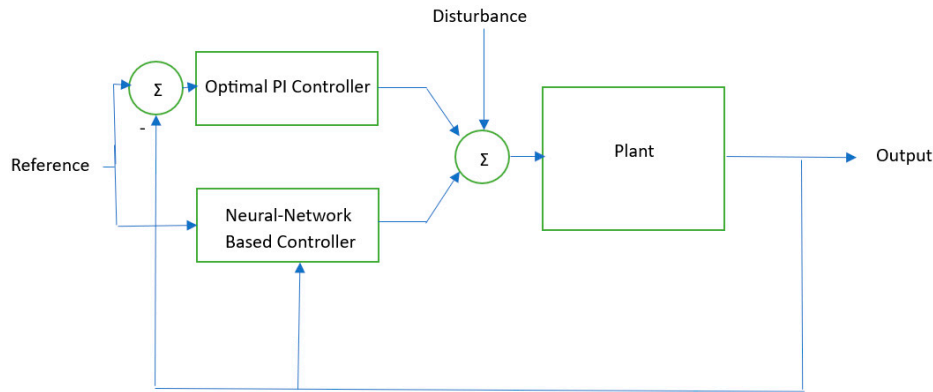 Disturbance
Σ
Optimal PI Controller
-
Reference
Σ
Plant
Output
Neural-Network
Based Controller